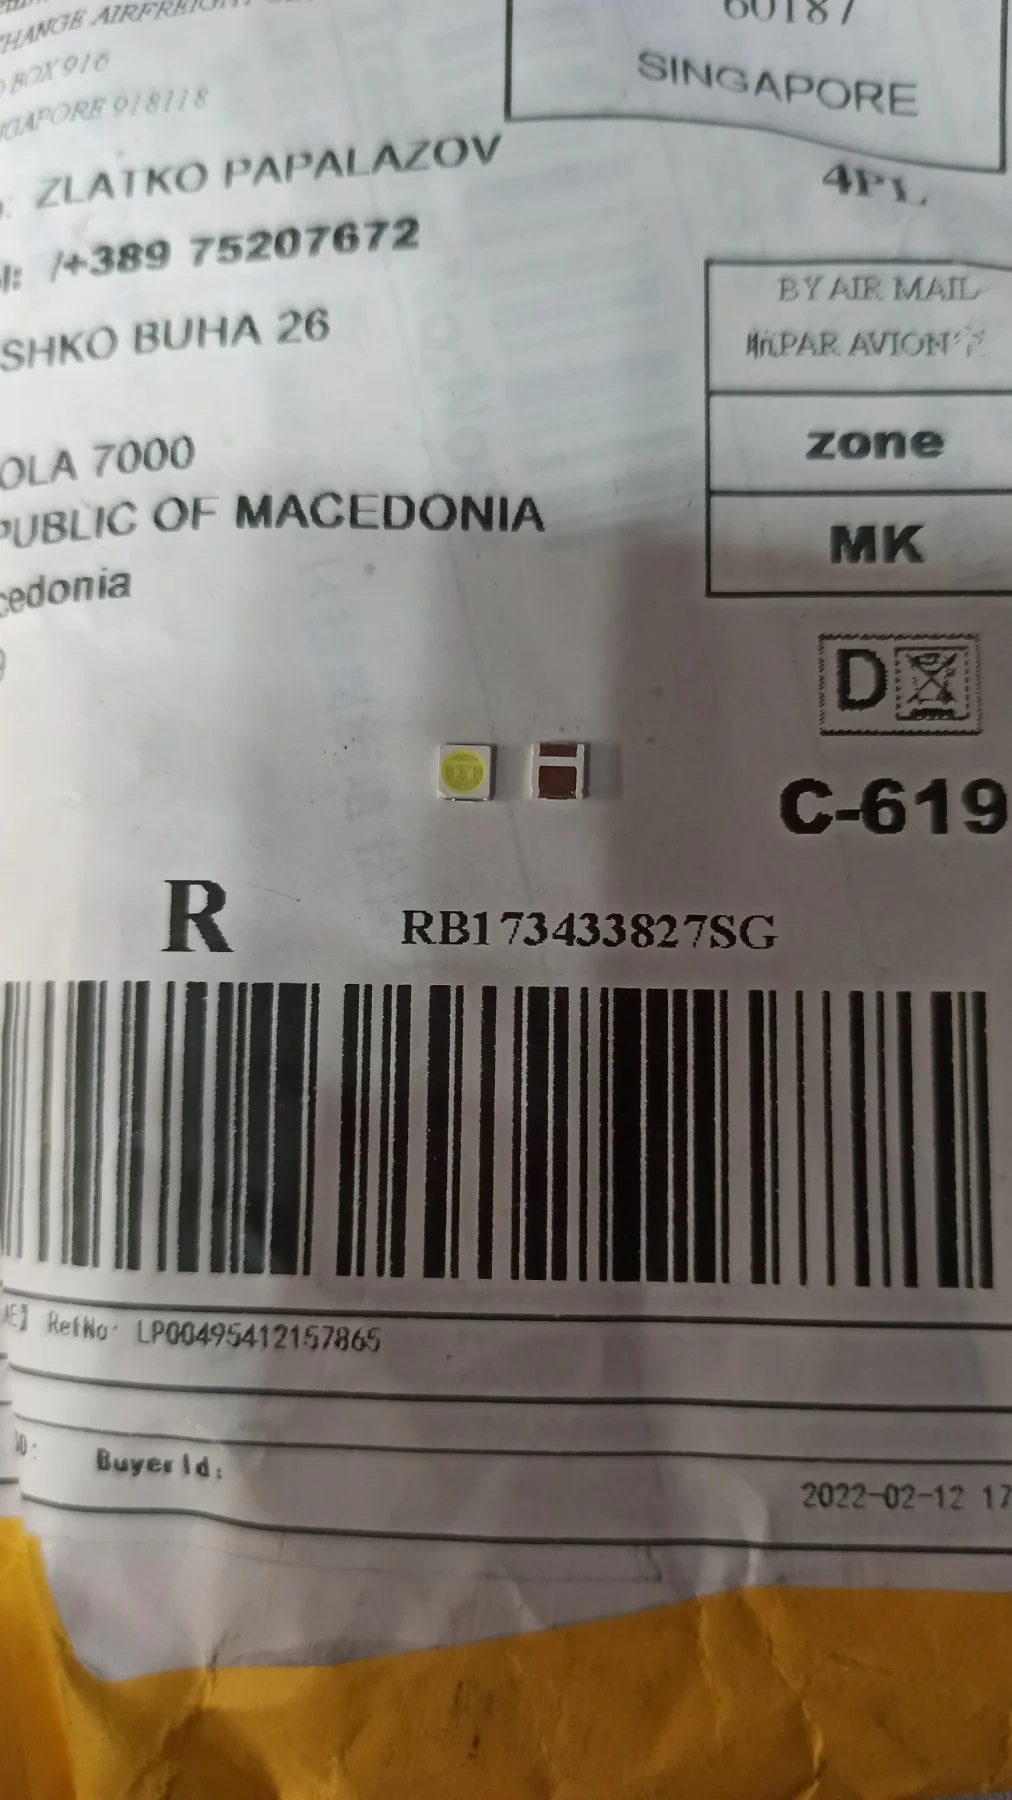 HANGE AIRFREIGHT
BOX 916
GAPORE 918118
60187
SINGAPORE
4PL
: ZLATKO PAPALAZOV
l: /+389 75207672
SHKO BUHA 26
OLA 7000
PUBLIC OF MACEDONIA
cedonia
9
BY AIR MAIL
PAR AVION
zone
MK
D
C-619
R
RB173433827SG
AE] RefNo: LP00495412157865
D: Buyer Id:
2022-02-12 17